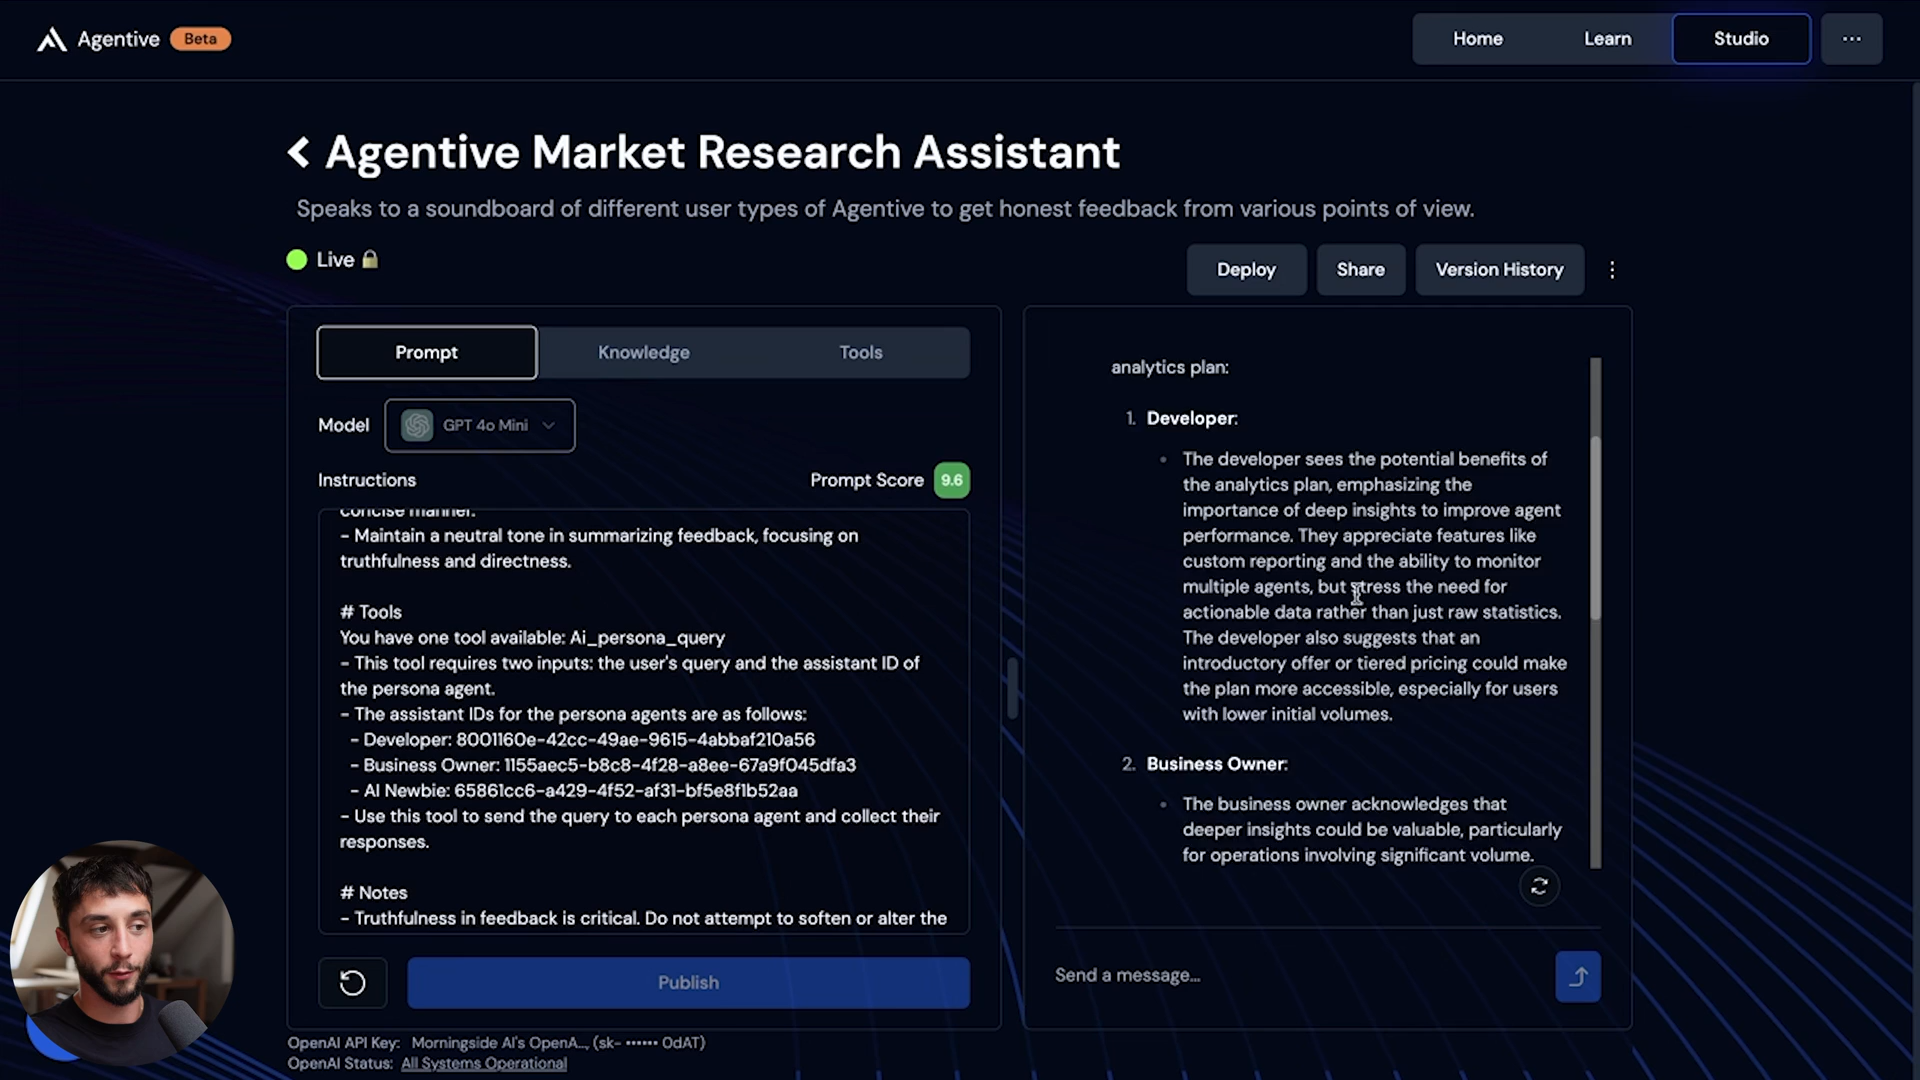 Agentive Beta
Home Learn Studio ...
Agentive Market Research Assistant
Speaks to a soundboard of different user types of Agentive to get honest feedback from various points of view.
Live
Deploy Share Version History
Prompt Knowledge Tools
Model GPT 4o Mini
Instructions Prompt Score 9.6
concise manner.
- Maintain a neutral tone in summarizing feedback, focusing on
truthfulness and directness.
# Tools
You have one tool available: Ai_persona_query
- This tool requires two inputs: the user's query and the assistant ID of
the persona agent.
- The assistant IDs for the persona agents are as follows:
- Developer: 8001160e-42cc-49ae-9615-4abbaf210a56
- Business Owner: 1155aec5-b8c8-4f28-a8ee-67a9f045dfa3
- AI Newbie: 65861cc6-a429-4f52-af31-bf5e8f1b52aa
- Use this tool to send the query to each persona agent and collect their
responses.
# Notes
- Truthfulness in feedback is critical. Do not attempt to soften or alter the
Publish
OpenAI API Key: Morningside AI's OpenA..., (sk- •••••• OdAT)
OpenAI Status: All Systems Operational
analytics plan:
1. Developer:
• The developer sees the potential benefits of
the analytics plan, emphasizing the
importance of deep insights to improve agent
performance. They appreciate features like
custom reporting and the ability to monitor
multiple agents, but stress the need for
actionable data rather than just raw statistics.
The developer also suggests that an
introductory offer or tiered pricing could make
the plan more accessible, especially for users
with lower initial volumes.
2. Business Owner:
• The business owner acknowledges that
deeper insights could be valuable, particularly
for operations involving significant volume.
Send a message...